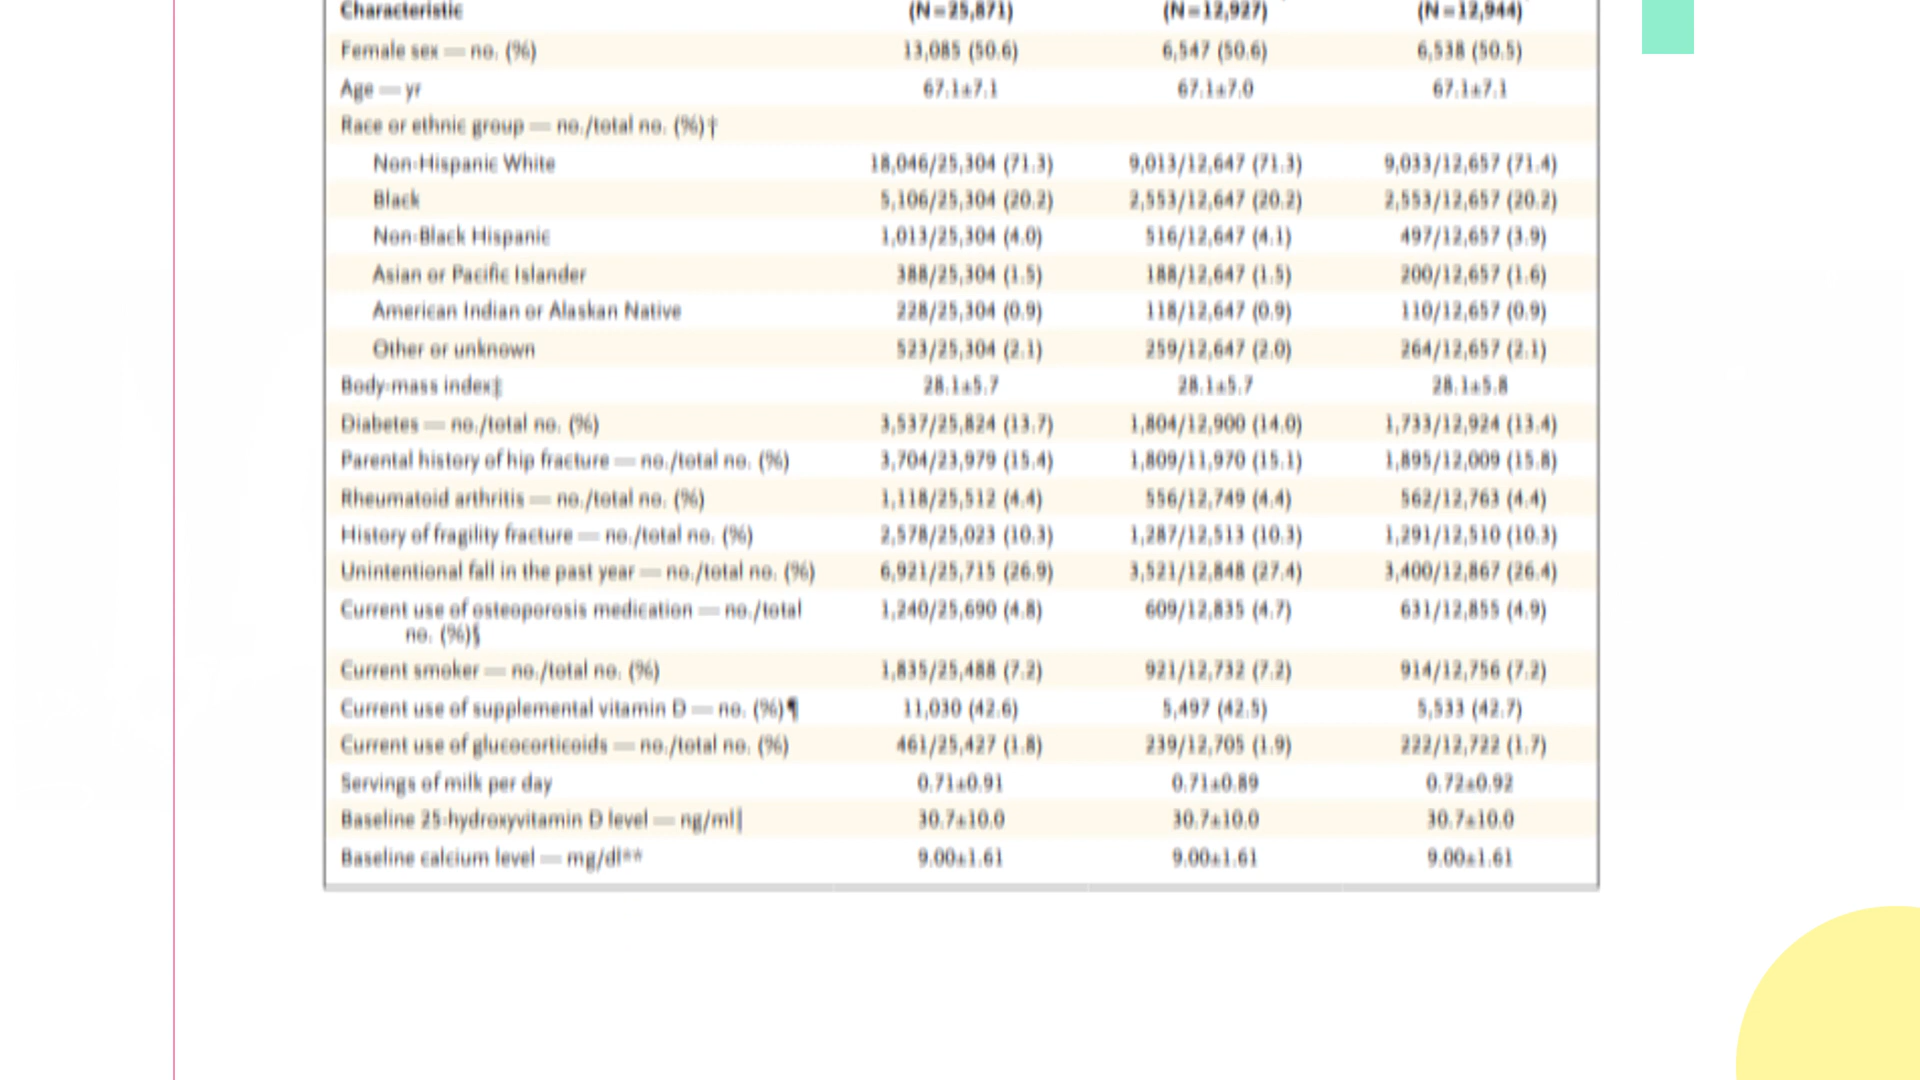 Characteristic (N=25,871) (N=12,927) (N=12,944)
Female sex — no. (%) 13,085 (50.6) 6,547 (50.6) 6,538 (50.5)
Age — yr 67.1±7.1 67.1±7.0 67.1±7.1
Race or ethnic group — no./total no. (%)†
Non-Hispanic White 18,046/25,304 (71.3) 9,013/12,647 (71.3) 9,033/12,657 (71.4)
Black 5,106/25,304 (20.2) 2,553/12,647 (20.2) 2,553/12,657 (20.2)
Non-Black Hispanic 1,013/25,304 (4.0) 516/12,647 (4.1) 497/12,657 (3.9)
Asian or Pacific Islander 388/25,304 (1.5) 188/12,647 (1.5) 200/12,657 (1.6)
American Indian or Alaskan Native 228/25,304 (0.9) 118/12,647 (0.9) 110/12,657 (0.9)
Other or unknown 523/25,304 (2.1) 259/12,647 (2.0) 264/12,657 (2.1)
Body-mass index‡ 28.1±5.7 28.1±5.7 28.1±5.8
Diabetes — no./total no. (%) 3,537/25,824 (13.7) 1,804/12,900 (14.0) 1,733/12,924 (13.4)
Parental history of hip fracture — no./total no. (%) 3,704/23,979 (15.4) 1,809/11,970 (15.1) 1,895/12,009 (15.8)
Rheumatoid arthritis — no./total no. (%) 1,118/25,512 (4.4) 556/12,749 (4.4) 562/12,763 (4.4)
History of fragility fracture — no./total no. (%) 2,578/25,023 (10.3) 1,287/12,513 (10.3) 1,291/12,510 (10.3)
Unintentional fall in the past year — no./total no. (%) 6,921/25,715 (26.9) 3,521/12,848 (27.4) 3,400/12,867 (26.4)
Current use of osteoporosis medication — no./total 1,240/25,690 (4.8) 609/12,835 (4.7) 631/12,855 (4.9)
no. (%)§
Current smoker — no./total no. (%) 1,835/25,488 (7.2) 921/12,732 (7.2) 914/12,756 (7.2)
Current use of supplemental vitamin D — no. (%)¶ 11,030 (42.6) 5,497 (42.5) 5,533 (42.7)
Current use of glucocorticoids — no./total no. (%) 461/25,427 (1.8) 239/12,705 (1.9) 222/12,722 (1.7)
Servings of milk per day 0.71±0.91 0.71±0.89 0.72±0.92
Baseline 25-hydroxyvitamin D level — ng/ml‖ 30.7±10.0 30.7±10.0 30.7±10.0
Baseline calcium level — mg/dl** 9.00±1.61 9.00±1.61 9.00±1.61